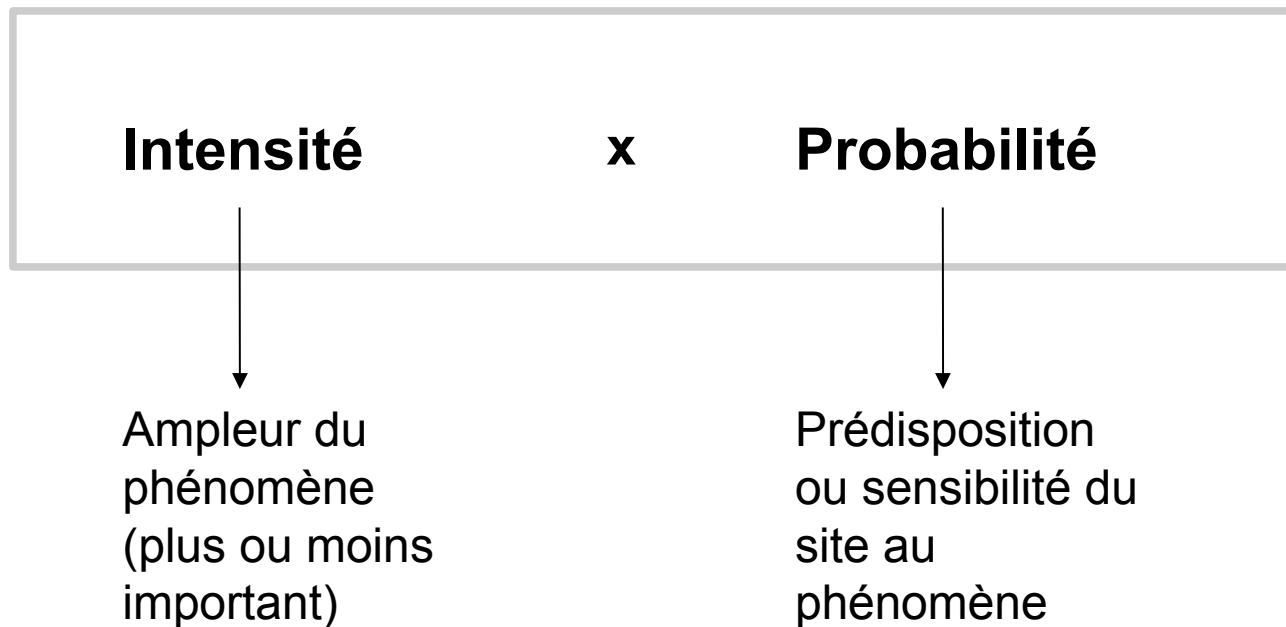 Intensité x Probabilité
Ampleur du
phénomène
(plus ou moins
important)
Prédisposition
ou sensibilité du
site au
phénomène